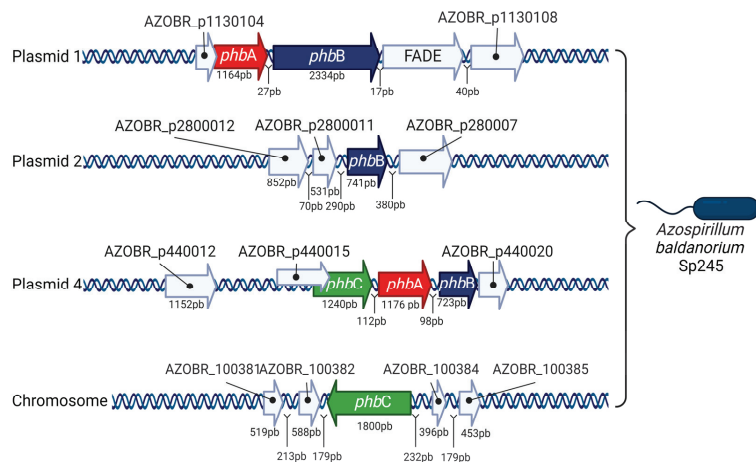 AZOBR_p1130104
AZOBR_p1130108
Plasmid 1
phbA
phbB
FADE
1164pb
2334pb
27pb
17pb
40pb
AZOBR_p2800012
AZOBR_p2800011
AZOBR_p280007
Plasmid 2
phbB
852pb
531pb
741pb
70pb
290pb
380pb
Azospirillum
baldanorium
Sp245
AZOBR_p440012
AZOBR_p440015
AZOBR_p440020
Plasmid 4
phbC
phbA
phbB
1152pb
1240pb
1176 pb
723pb
112pb
98pb
AZOBR_100381
AZOBR_100382
AZOBR_100384
AZOBR_100385
Chromosome
phbC
519pb
588pb
1800pb
396pb
453pb
213pb
179pb
232pb
179pb